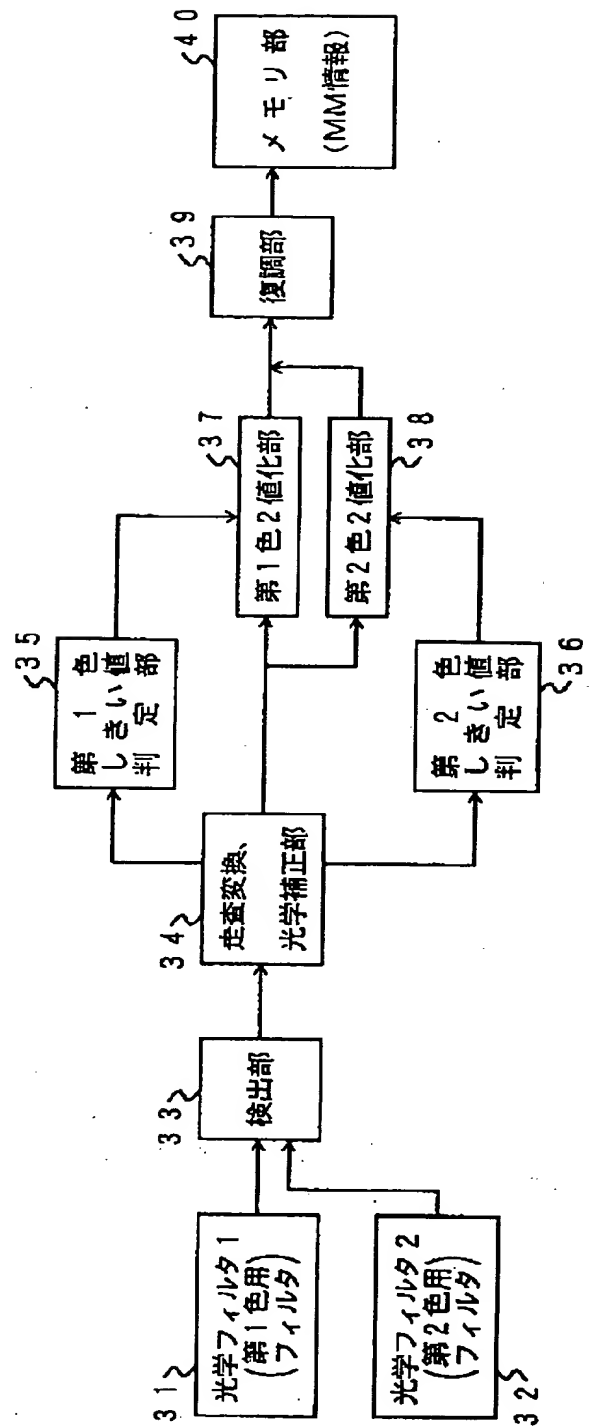 31
光学フィルタ1
(第1色用
フィルタ)
32
光学フィルタ2
(第2色用
フィルタ)
33
検出部
34
走査変換、
光学補正部
35
第1色
しきい値
判定部
36
第2色
しきい値
判定部
37
第1色2値化部
38
第2色2値化部
39
復調部
40
メモリ部
(MM情報)